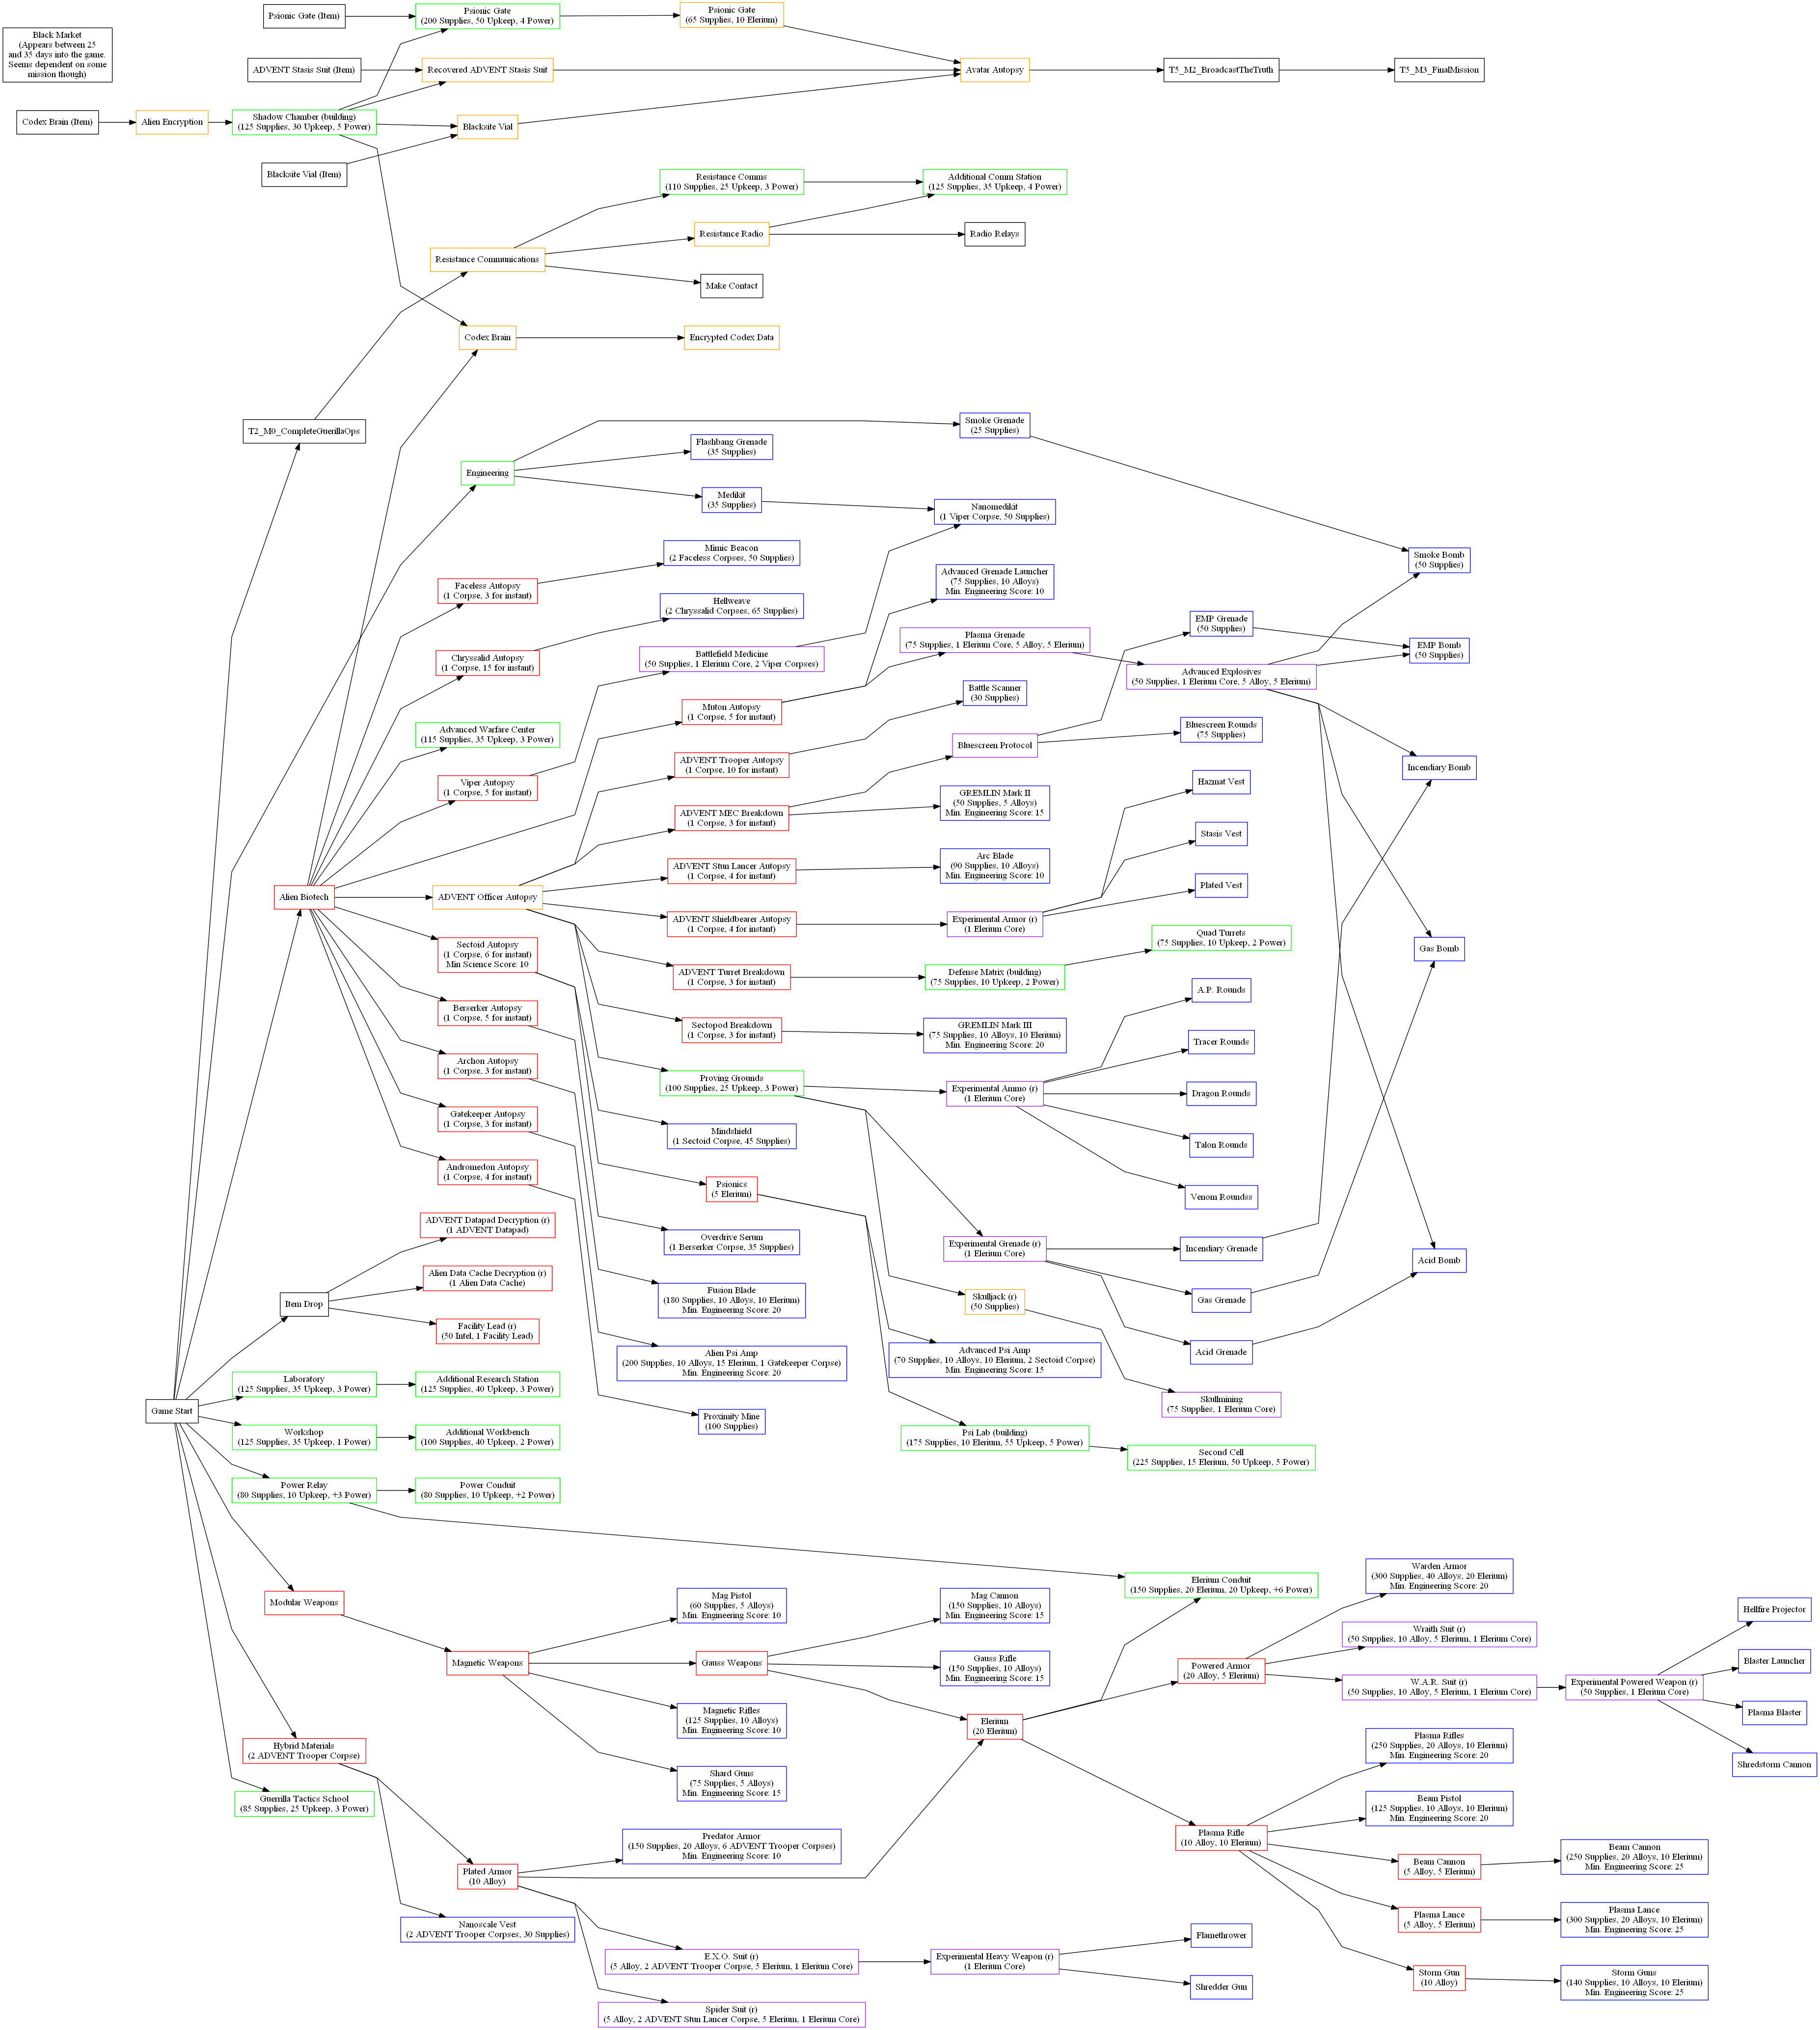 Psionic Gate (Item)
Psionic Gate
(200 Supplies, 50 Upkeep, 4 Power)
Psionic Gate
(65 Supplies, 10 Elerium)
Black Market
(Appears between 25
and 35 days into the game.
Seems dependent on some
mission though)
ADVENT Stasis Suit (Item)
Recovered ADVENT Stasis Suit
Avatar Autopsy
T5_M2_BroadcastTheTruth
T5_M3_FinalMission
Codex Brain (Item)
Alien Encryption
Shadow Chamber (building)
(125 Supplies, 30 Upkeep, 5 Power)
Blacksite Vial
Blacksite Vial (Item)
Resistance Comms
(110 Supplies, 25 Upkeep, 3 Power)
Additional Comm Station
(125 Supplies, 35 Upkeep, 4 Power)
Resistance Radio
Radio Relays
Resistance Communications
Make Contact
Codex Brain
Encrypted Codex Data
T2_M0_CompleteGuerillaOps
Smoke Grenade
(25 Supplies)
Flashbang Grenade
(35 Supplies)
Engineering
Medikit
(35 Supplies)
Nanomedikit
(1 Viper Corpse, 50 Supplies)
Mimic Beacon
(2 Faceless Corpses, 50 Supplies)
Smoke Bomb
(50 Supplies)
Faceless Autopsy
(1 Corpse, 3 for instant)
Advanced Grenade Launcher
(75 Supplies, 10 Alloys)
Min. Engineering Score: 10
Hellweave
(2 Chryssalid Corpses, 65 Supplies)
EMP Grenade
(50 Supplies)
Plasma Grenade
(75 Supplies, 1 Elerium Core, 5 Alloy, 5 Elerium)
EMP Bomb
(50 Supplies)
Chryssalid Autopsy
(1 Corpse, 15 for instant)
Battlefield Medicine
(50 Supplies, 1 Elerium Core, 2 Viper Corpses)
Advanced Explosives
(50 Supplies, 1 Elerium Core, 5 Alloy, 5 Elerium)
Battle Scanner
(30 Supplies)
Muton Autopsy
(1 Corpse, 5 for instant)
Advanced Warfare Center
(115 Supplies, 35 Upkeep, 3 Power)
Bluescreen Rounds
(75 Supplies)
Bluescreen Protocol
ADVENT Trooper Autopsy
(1 Corpse, 10 for instant)
Incendiary Bomb
Viper Autopsy
(1 Corpse, 5 for instant)
Hazmat Vest
GREMLIN Mark II
(50 Supplies, 5 Alloys)
Min. Engineering Score: 15
ADVENT MEC Breakdown
(1 Corpse, 3 for instant)
Stasis Vest
Arc Blade
(90 Supplies, 10 Alloys)
Min. Engineering Score: 10
ADVENT Stun Lancer Autopsy
(1 Corpse, 4 for instant)
Plated Vest
Alien Biotech
ADVENT Officer Autopsy
ADVENT Shieldbearer Autopsy
(1 Corpse, 4 for instant)
Experimental Armor (r)
(1 Elerium Core)
Quad Turrets
(75 Supplies, 10 Upkeep, 2 Power)
Gas Bomb
Sectoid Autopsy
(1 Corpse, 6 for instant)
Min Science Score: 10
ADVENT Turret Breakdown
(1 Corpse, 3 for instant)
Defense Matrix (building)
(75 Supplies, 10 Upkeep, 2 Power)
A.P. Rounds
Berserker Autopsy
(1 Corpse, 5 for instant)
Sectopod Breakdown
(1 Corpse, 3 for instant)
GREMLIN Mark III
(75 Supplies, 10 Alloys, 10 Elerium)
Min. Engineering Score: 20
Tracer Rounds
Archon Autopsy
(1 Corpse, 3 for instant)
Proving Grounds
(100 Supplies, 25 Upkeep, 3 Power)
Experimental Ammo (r)
(1 Elerium Core)
Dragon Rounds
Gatekeeper Autopsy
(1 Corpse, 3 for instant)
Mindshield
(1 Sectoid Corpse, 45 Supplies)
Talon Rounds
Andromedon Autopsy
(1 Corpse, 4 for instant)
Psionics
(5 Elerium)
Venom Roundss
ADVENT Datapad Decryption (r)
(1 ADVENT Datapad)
Overdrive Serum
(1 Berserker Corpse, 35 Supplies)
Experimental Grenade (r)
(1 Elerium Core)
Incendiary Grenade
Acid Bomb
Alien Data Cache Decryption (r)
(1 Alien Data Cache)
Fusion Blade
(180 Supplies, 10 Alloys, 10 Elerium)
Min. Engineering Score: 20
Item Drop
Skulljack (r)
(50 Supplies)
Gas Grenade
Facility Lead (r)
(50 Intel, 1 Facility Lead)
Alien Psi Amp
(200 Supplies, 10 Alloys, 15 Elerium, 1 Gatekeeper Corpse)
Min. Engineering Score: 20
Advanced Psi Amp
(70 Supplies, 10 Alloys, 10 Elerium, 2 Sectoid Corpse)
Min. Engineering Score: 15
Acid Grenade
Laboratory
(125 Supplies, 35 Upkeep, 3 Power)
Additional Research Station
(125 Supplies, 40 Upkeep, 3 Power)
Game Start
Skullmining
(75 Supplies, 1 Elerium Core)
Proximity Mine
(100 Supplies)
Workshop
(125 Supplies, 35 Upkeep, 1 Power)
Additional Workbench
(100 Supplies, 40 Upkeep, 2 Power)
Psi Lab (building)
(175 Supplies, 10 Elerium, 55 Upkeep, 5 Power)
Second Cell
(225 Supplies, 15 Elerium, 50 Upkeep, 5 Power)
Power Relay
(80 Supplies, 10 Upkeep, +3 Power)
Power Conduit
(80 Supplies, 10 Upkeep, +2 Power)
Elerium Conduit
(150 Supplies, 20 Elerium, 20 Upkeep, +6 Power)
Warden Armor
(300 Supplies, 40 Alloys, 20 Elerium)
Min. Engineering Score: 20
Modular Weapons
Mag Pistol
(60 Supplies, 5 Alloys)
Min. Engineering Score: 10
Mag Cannon
(150 Supplies, 10 Alloys)
Min. Engineering Score: 15
Hellfire Projector
Wraith Suit (r)
(50 Supplies, 10 Alloy, 5 Elerium, 1 Elerium Core)
Magnetic Weapons
Gauss Weapons
Gauss Rifle
(150 Supplies, 10 Alloys)
Min. Engineering Score: 15
Powered Armor
(20 Alloy, 5 Elerium)
Blaster Launcher
W.A.R. Suit (r)
(50 Supplies, 10 Alloy, 5 Elerium, 1 Elerium Core)
Experimental Powered Weapon (r)
(50 Supplies, 1 Elerium Core)
Magnetic Rifles
(125 Supplies, 10 Alloys)
Min. Engineering Score: 10
Elerium
(20 Elerium)
Plasma Blaster
Hybrid Materials
(2 ADVENT Trooper Corpse)
Plasma Rifles
(250 Supplies, 20 Alloys, 10 Elerium)
Min. Engineering Score: 20
Shredstorm Cannon
Shard Guns
(75 Supplies, 5 Alloys)
Min. Engineering Score: 15
Guerrilla Tactics School
(85 Supplies, 25 Upkeep, 3 Power)
Beam Pistol
(125 Supplies, 10 Alloys, 10 Elerium)
Min. Engineering Score: 20
Predator Armor
(150 Supplies, 20 Alloys, 6 ADVENT Trooper Corpses)
Min. Engineering Score: 10
Plasma Rifle
(10 Alloy, 10 Elerium)
Plated Armor
(10 Alloy)
Beam Cannon
(5 Alloy, 5 Elerium)
Beam Cannon
(250 Supplies, 20 Alloys, 10 Elerium)
Min. Engineering Score: 25
Nanoscale Vest
(2 ADVENT Trooper Corpses, 30 Supplies)
Plasma Lance
(5 Alloy, 5 Elerium)
Plasma Lance
(300 Supplies, 20 Alloys, 10 Elerium)
Min. Engineering Score: 25
Flamethrower
E.X.O. Suit (r)
(5 Alloy, 2 ADVENT Trooper Corpse, 5 Elerium, 1 Elerium Core)
Experimental Heavy Weapon (r)
(1 Elerium Core)
Storm Gun
(10 Alloy)
Storm Guns
(140 Supplies, 10 Alloys, 10 Elerium)
Min. Engineering Score: 25
Shredder Gun
Spider Suit (r)
(5 Alloy, 2 ADVENT Stun Lancer Corpse, 5 Elerium, 1 Elerium Core)